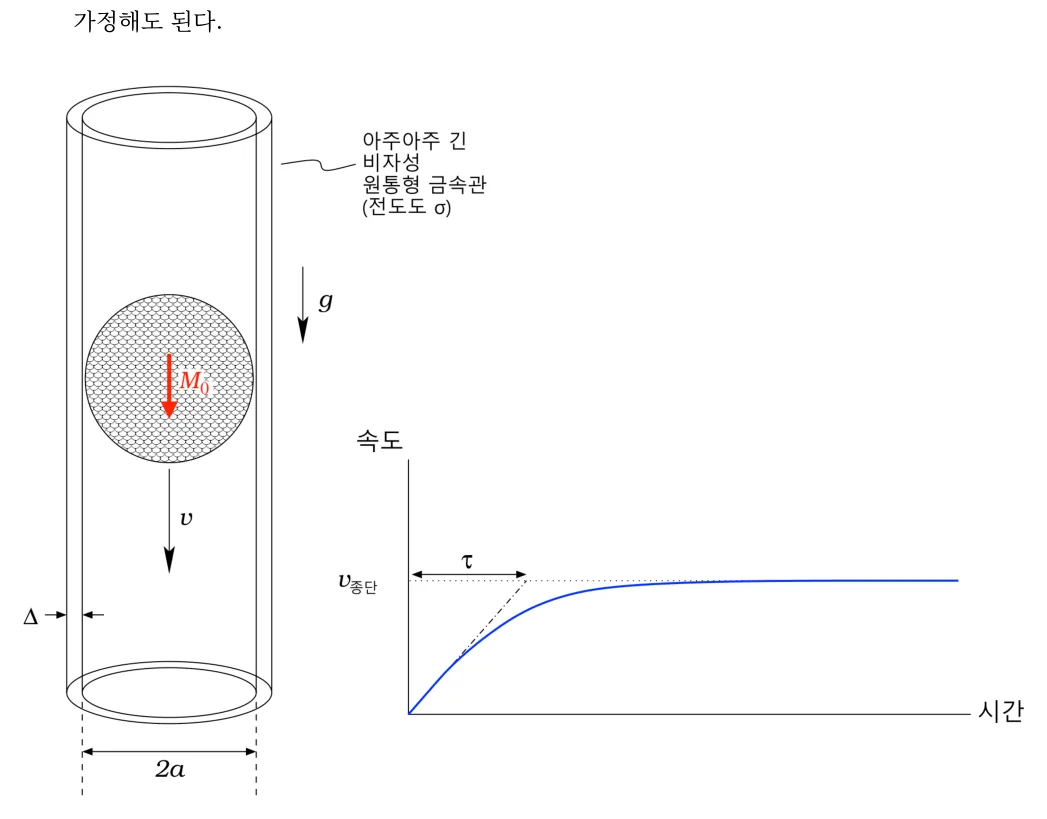 가정해도 된다.
아주아주 긴
비자성
원통형 금속관
(전도도 σ)
g
M₀
속도
v
τ
v종단
Δ
시간
2a